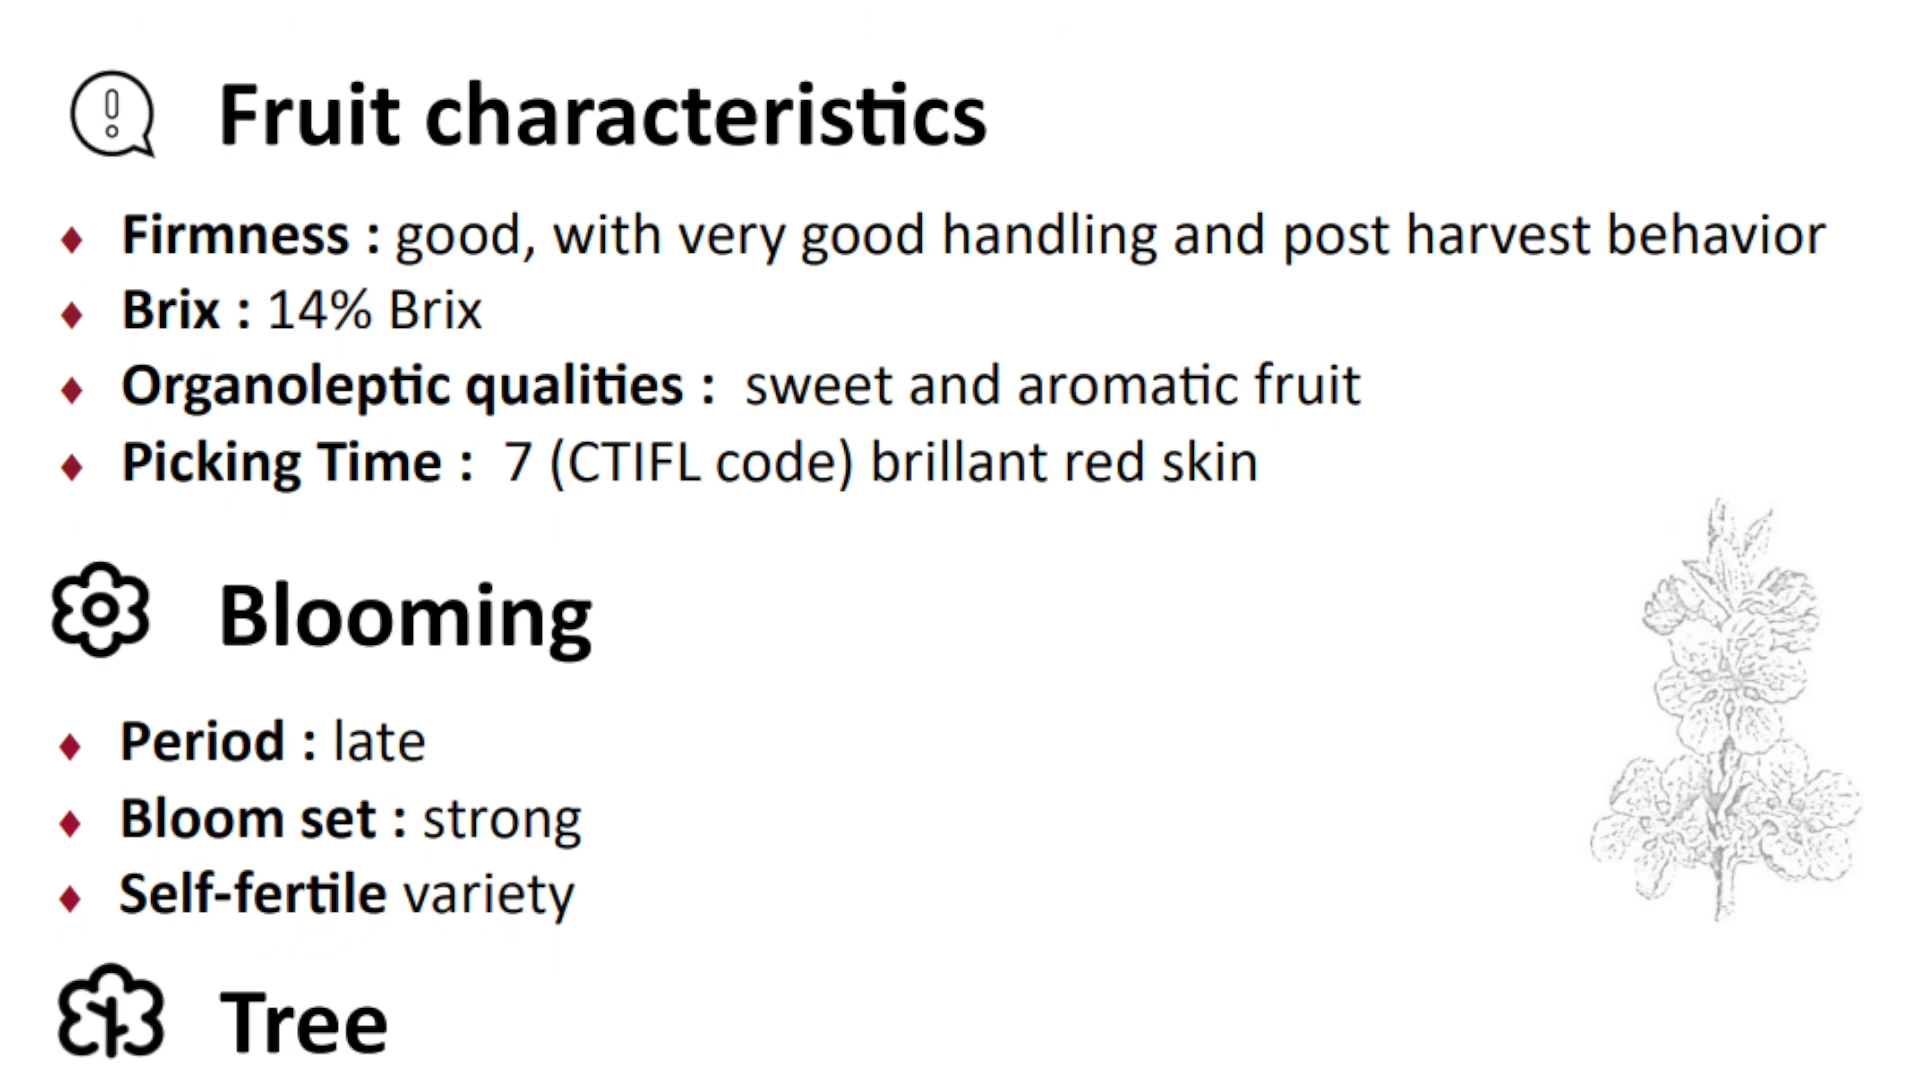 Fruit characteristics
Firmness : good, with very good handling and post harvest behavior
Brix : 14% Brix
Organoleptic qualities : sweet and aromatic fruit
Picking Time : 7 (CTIFL code) brillant red skin
Blooming
Period : late
Bloom set : strong
Self-fertile variety
Tree